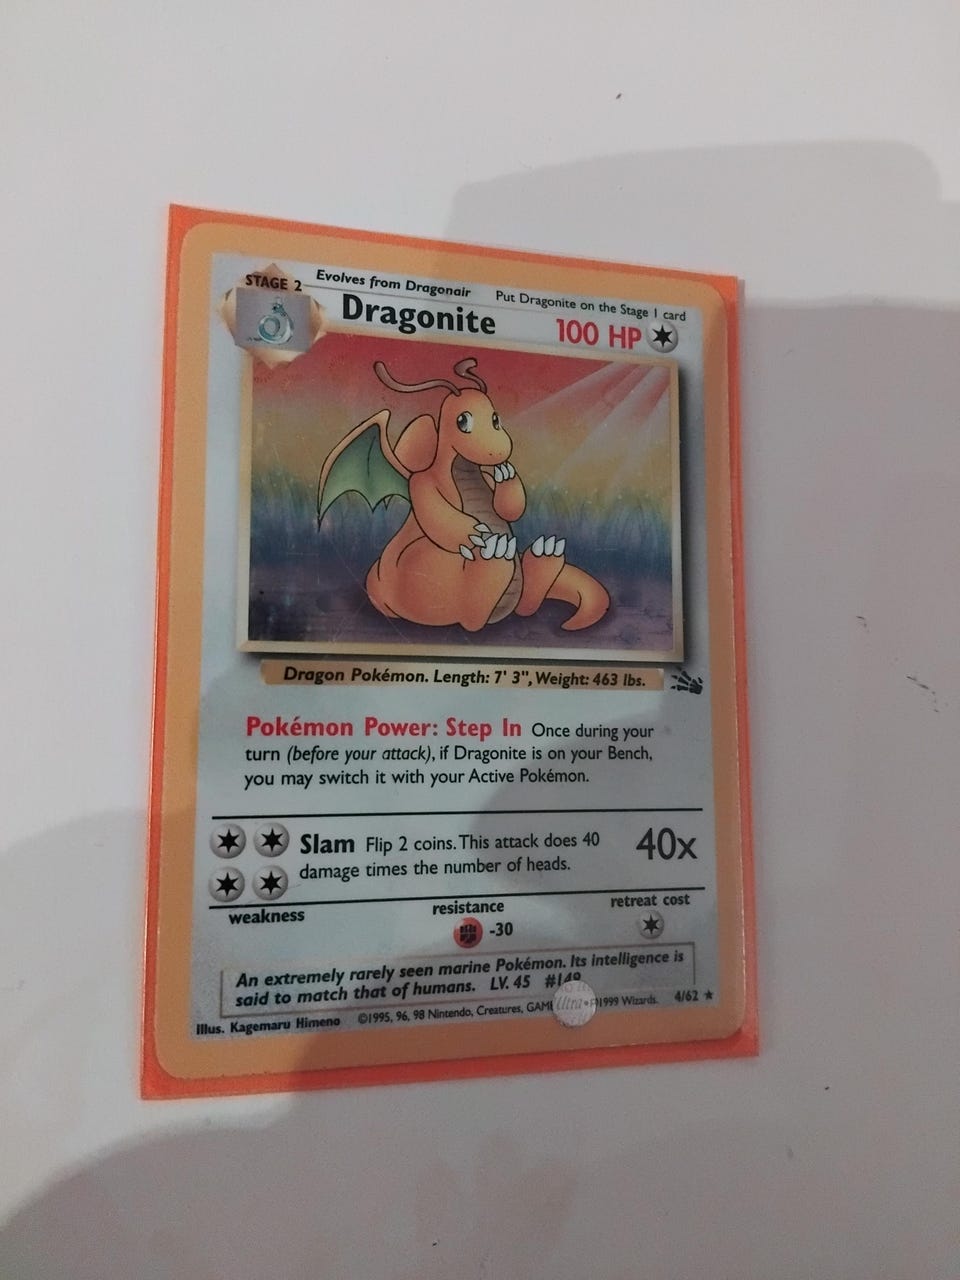 STAGE 2
Evolves from Dragonair
Put Dragonite on the Stage 1 card
Dragonite
100 HP
Dragon Pokémon. Length: 7' 3", Weight: 463 lbs.
Pokémon Power: Step In Once during your
turn (before your attack), if Dragonite is on your Bench,
you may switch it with your Active Pokémon.
Slam Flip 2 coins. This attack does 40
damage times the number of heads.
40x
weakness
resistance
retreat cost
-30
An extremely rarely seen marine Pokémon. Its intelligence is
said to match that of humans. LV. 45 #149
Illus. Kagemaru Himeno
©1995, 96, 98 Nintendo, Creatures, ©1999 Wizards.
4/62 ★
Ultra•P